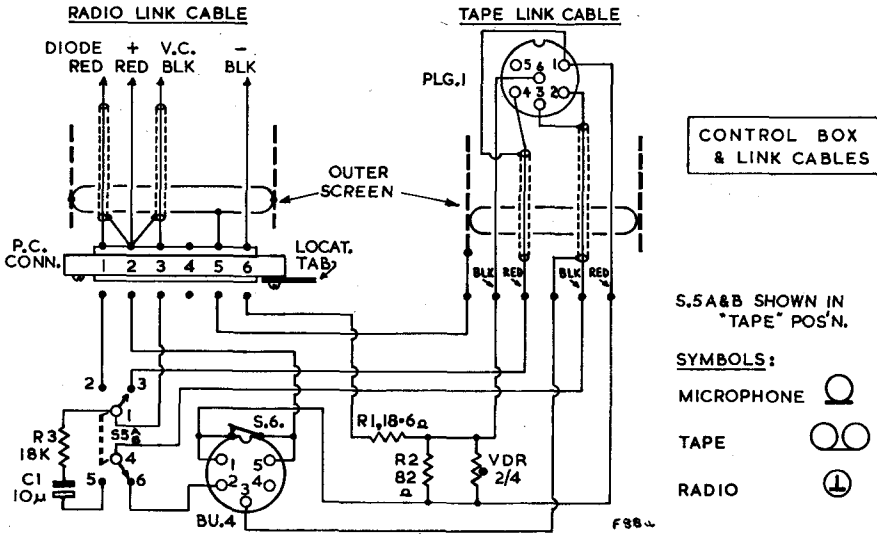 RADIO LINK CABLE
TAPE LINK CABLE
DIODE + V.C. -
RED RED BLK BLK
PLG.1
5 6 1
4 3 2
CONTROL BOX
& LINK CABLES
OUTER
SCREEN
P.C.
CONN.
1 2 3 4 5 6
LOCAT.
TAB
BLK RED BLK RED
S.5A&B SHOWN IN
"TAPE" POS'N.
SYMBOLS:
MICROPHONE
TAPE
RADIO
2 3
1
S5A
B
4
5 6
R3
18K
C1
10μ
S.6.
1 5
2 3 4
BU.4
R1,18·6Ω
R2
82
Ω
VDR
2/4